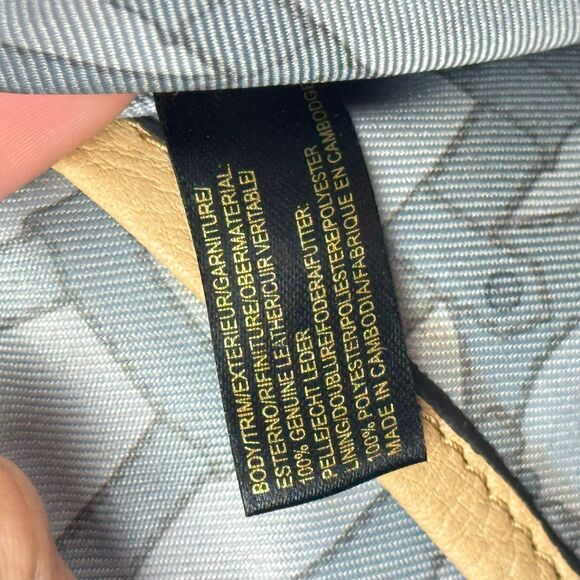 BODY/TRIM/EXTERIEUR/GARNITURE/
ESTERNO/RIFINITURE/OBERMATERIAL:
100% GENUINE LEATHER/CUIR VERITABLE/
PELLE/ECHT LEDER
LINING/DOUBLURE/FODERA/FUTTER:
100% POLYESTER/POLIESTERE/POLYESTER
MADE IN CAMBODIA/FABRIQUE EN CAMBODGE